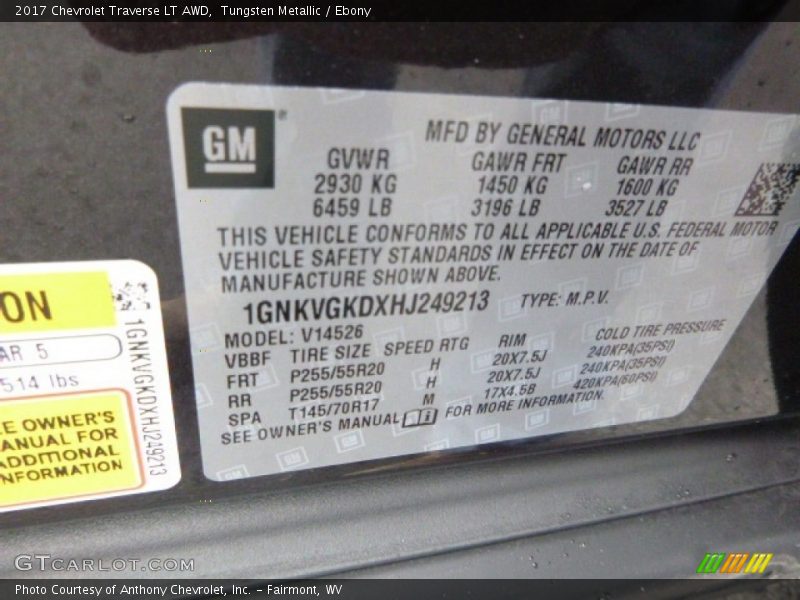 2017 Chevrolet Traverse LT AWD, Tungsten Metallic / Ebony
GM
MFD BY GENERAL MOTORS LLC
GVWR GAWR FRT GAWR RR
2930 KG 1450 KG 1600 KG
6459 LB 3196 LB 3527 LB
THIS VEHICLE CONFORMS TO ALL APPLICABLE U.S. FEDERAL MOTOR
VEHICLE SAFETY STANDARDS IN EFFECT ON THE DATE OF
MANUFACTURE SHOWN ABOVE.
1GNKVGKDXHJ249213 TYPE: M.P.V.
MODEL: V14526
VBBF TIRE SIZE SPEED RTG RIM COLD TIRE PRESSURE
FRT P255/55R20 H 20X7.5J 240KPA(35PSI)
RR P255/55R20 H 20X7.5J 240KPA(35PSI)
SPA T145/70R17 M 17X4.5B 420KPA(60PSI)
SEE OWNER'S MANUAL FOR MORE INFORMATION.
ON
AR 5
514 lbs
EE OWNER'S
ANUAL FOR
ADDITIONAL
NFORMATION
1GNKVGKDXHJ249213
GTCARLOT.COM
Photo Courtesy of Anthony Chevrolet, Inc. – Fairmont, WV